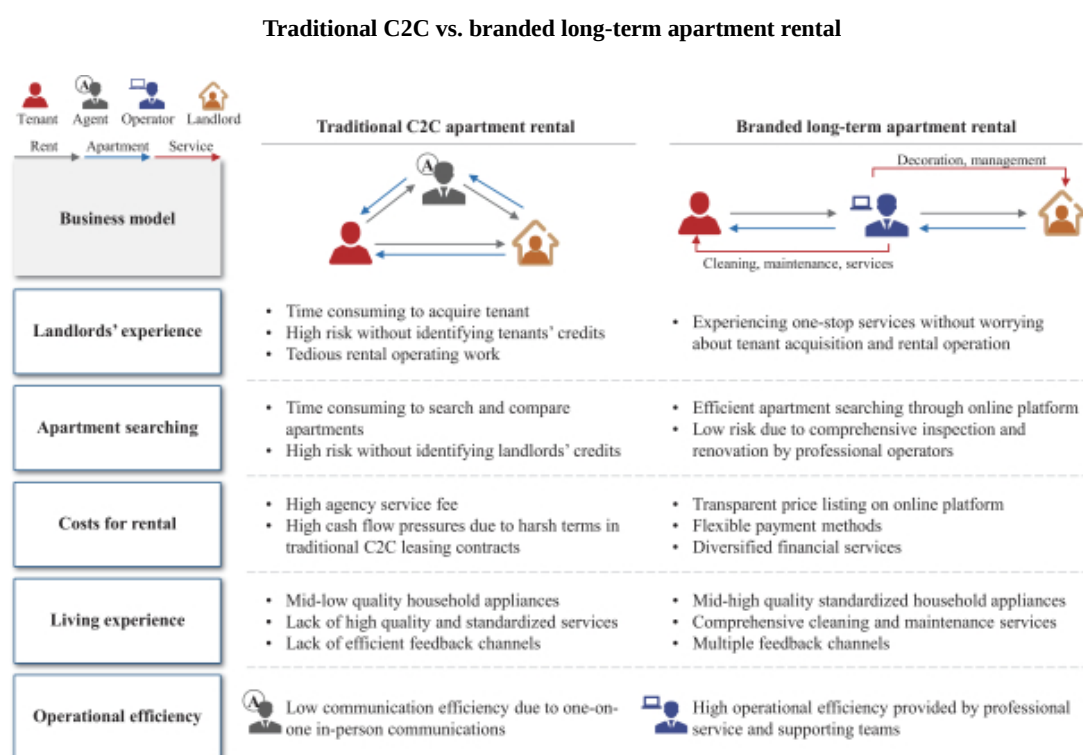 Traditional C2C vs. branded long-term apartment rental
Tenant Agent Operator Landlord
Rent Apartment Service
Traditional C2C apartment rental
Branded long-term apartment rental
Business model
A
A
Decoration, management
Cleaning, maintenance, services
Landlords' experience
• Time consuming to acquire tenant
• High risk without identifying tenants' credits
• Tedious rental operating work
• Experiencing one-stop services without worrying
about tenant acquisition and rental operation
Apartment searching
• Time consuming to search and compare
apartments
• High risk without identifying landlords' credits
• Efficient apartment searching through online platform
• Low risk due to comprehensive inspection and
renovation by professional operators
Costs for rental
• High agency service fee
• High cash flow pressures due to harsh terms in
traditional C2C leasing contracts
• Transparent price listing on online platform
• Flexible payment methods
• Diversified financial services
Living experience
• Mid-low quality household appliances
• Lack of high quality and standardized services
• Lack of efficient feedback channels
• Mid-high quality standardized household appliances
• Comprehensive cleaning and maintenance services
• Multiple feedback channels
Operational efficiency
A
Low communication efficiency due to one-on-
one in-person communications
High operational efficiency provided by professional
service and supporting teams